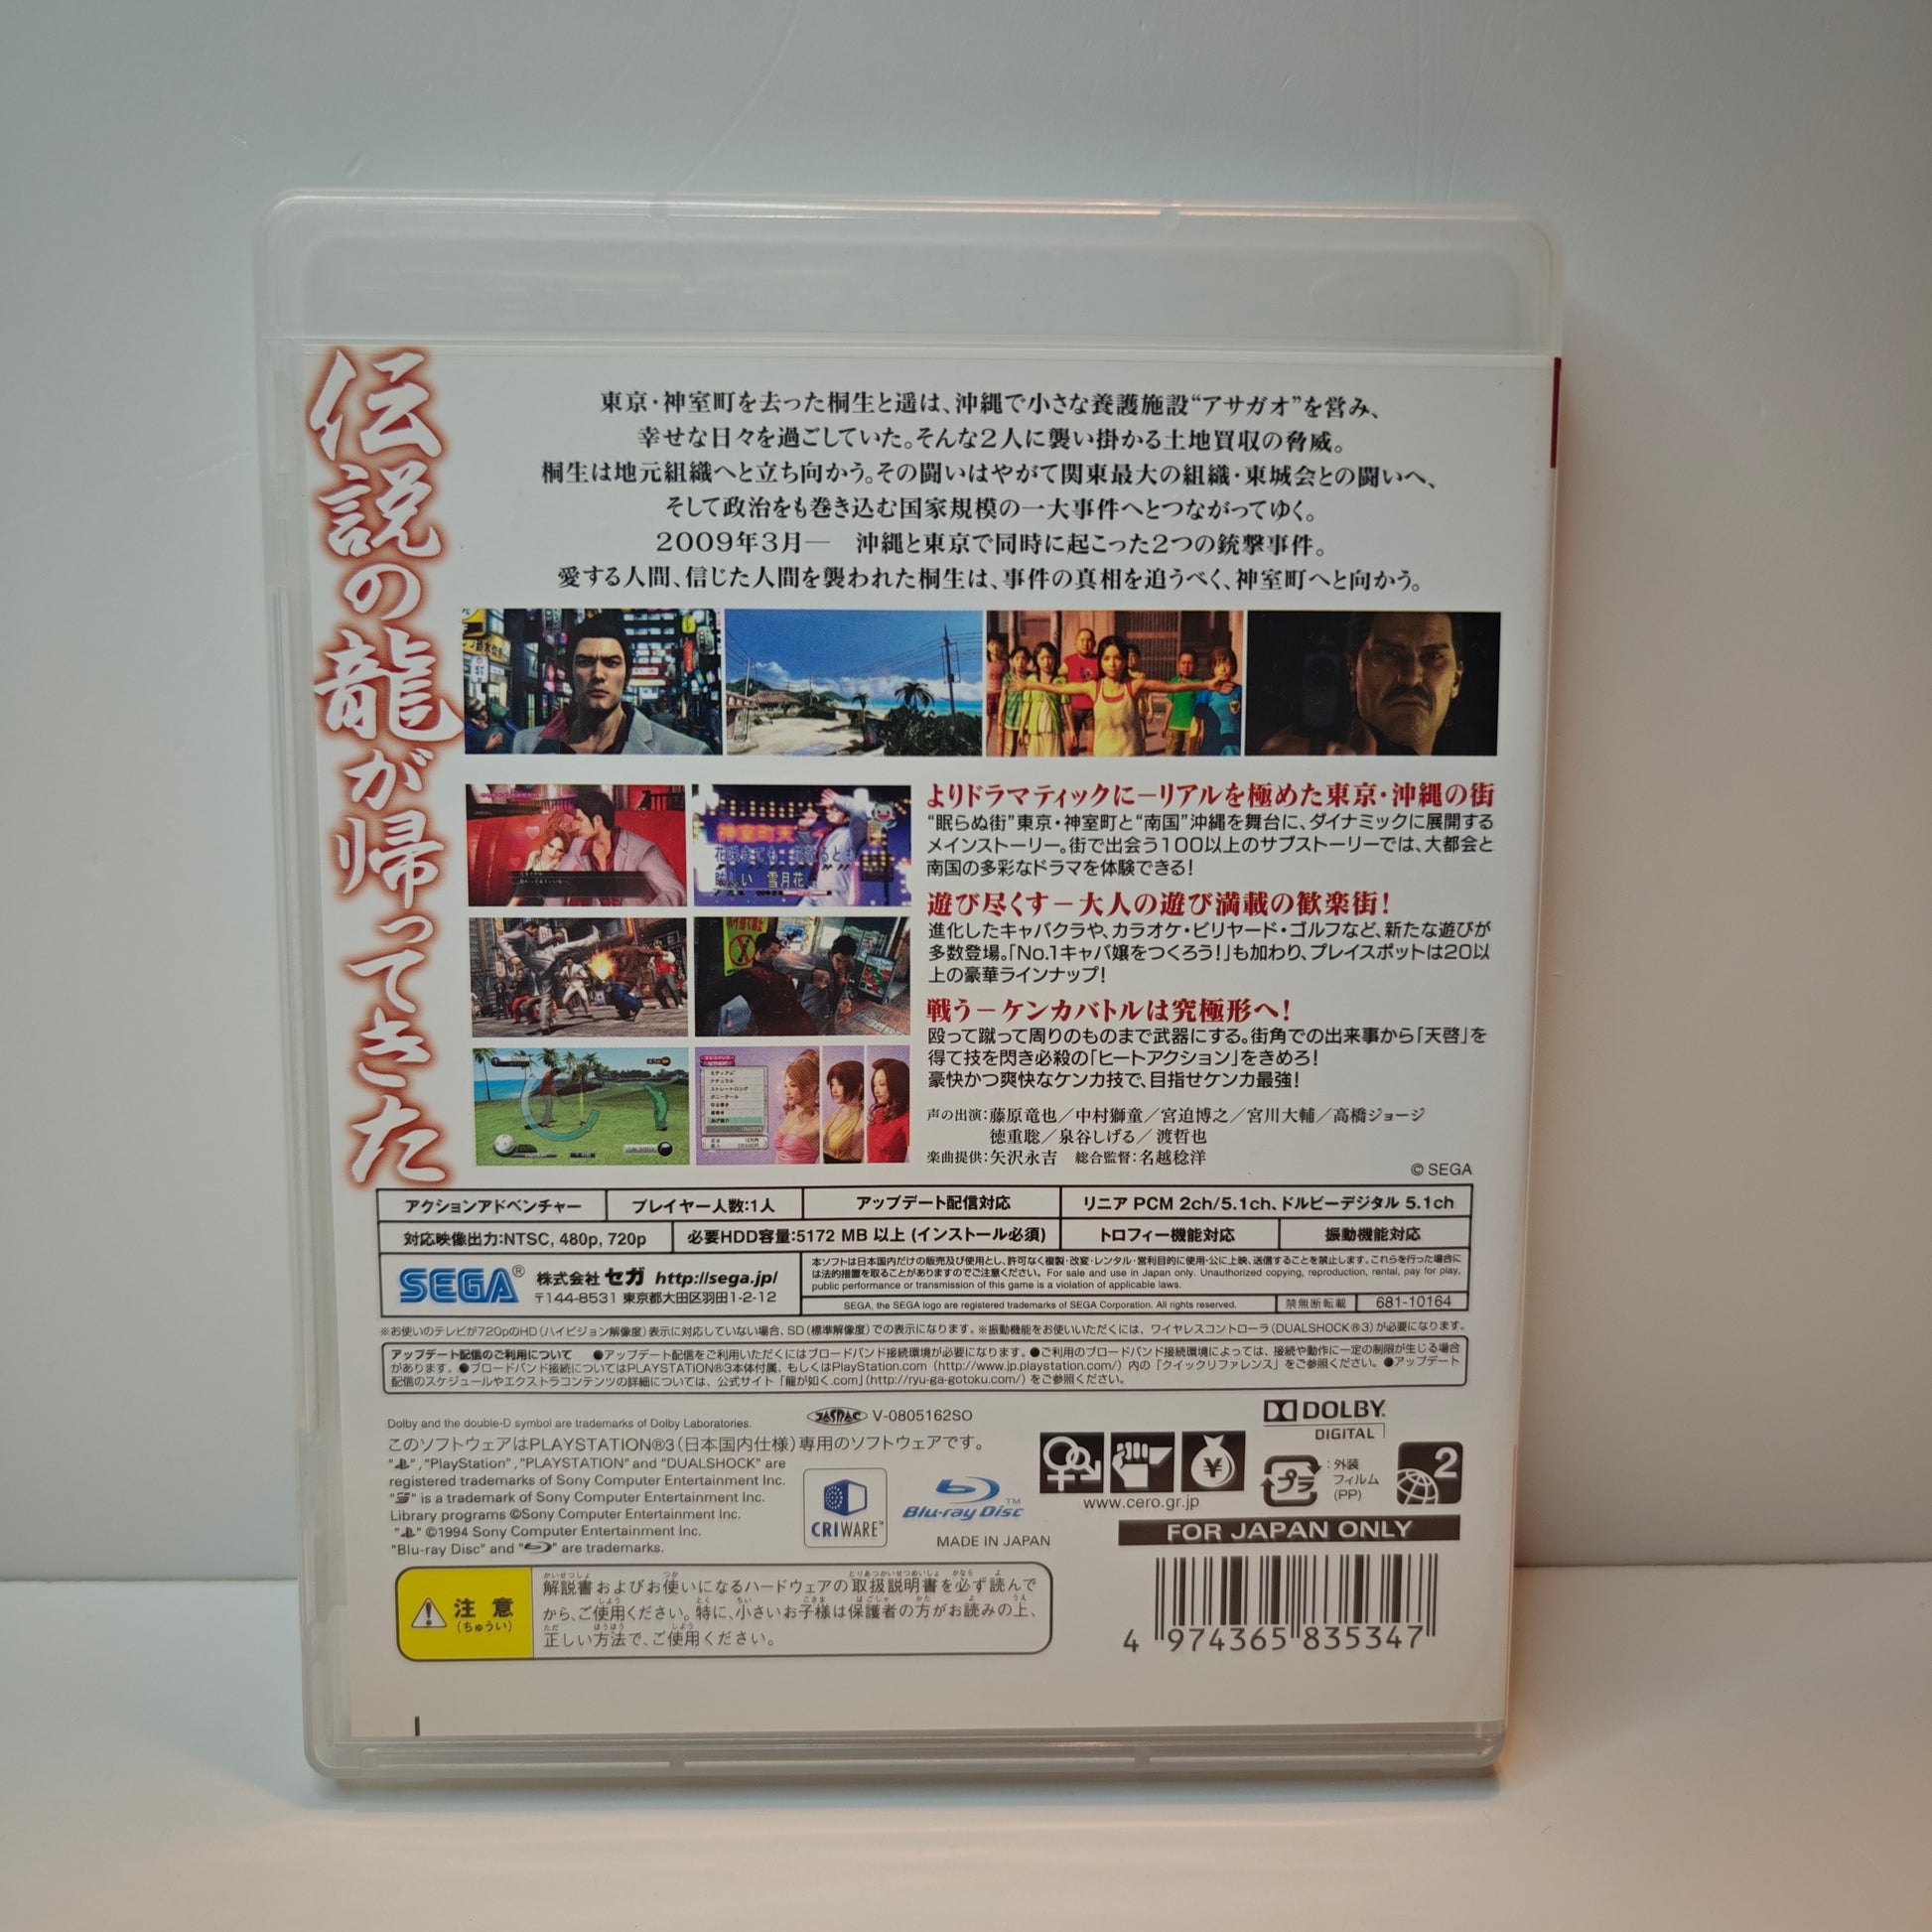 伝説の龍が帰ってきた
東京・神室町を去った桐生と遥は、沖縄で小さな養護施設“アサガオ”を営み、
幸せな日々を過ごしていた。そんな2人に襲い掛かる土地買収の脅威。
桐生は地元組織へと立ち向かう。その闘いはやがて関東最大の組織・東城会との闘いへ、
そして政治をも巻き込む国家規模の一大事件へとつながってゆく。
2009年3月― 沖縄と東京で同時に起こった2つの銃撃事件。
愛する人間、信じた人間を襲われた桐生は、事件の真相を追うべく、神室町へと向かう。
よりドラマティックに－リアルを極めた東京・沖縄の街
“眠らぬ街”東京・神室町と“南国”沖縄を舞台に、ダイナミックに展開する
メインストーリー。街で出会う100以上のサブストーリーでは、大都会と
南国の多彩なドラマを体験できる!
遊び尽くす－大人の遊び満載の歓楽街!
進化したキャバクラや、カラオケ・ビリヤード・ゴルフなど、新たな遊びが
多数登場。「No.1キャバ嬢をつくろう!」も加わり、プレイスポットは20以
上の豪華ラインナップ!
戦う－ケンカバトルは究極形へ!
殴って蹴って周りのものまで武器にする。街角での出来事から「天啓」を
得て技を閃き必殺の「ヒートアクション」をきめろ!
豪快かつ爽快なケンカ技で、目指せケンカ最強!
声の出演:藤原竜也／中村獅童／宮迫博之／宮川大輔／高橋ジョージ
徳重聡／泉谷しげる／渡哲也
楽曲提供:矢沢永吉 総合監督:名越稔洋
© SEGA
アクションアドベンチャー プレイヤー人数:1人 アップデート配信対応 リニア PCM 2ch/5.1ch、ドルビーデジタル 5.1ch
対応映像出力:NTSC, 480p, 720p 必要HDD容量:5172 MB 以上 (インストール必須) トロフィー機能対応 振動機能対応
SEGA® 株式会社 セガ http://sega.jp/
〒144-8531 東京都大田区羽田1-2-12
本ソフトは日本国内だけの販売及び使用とし、許可なく複製・改変・レンタル・営利目的に使用・公に上映、送信することを禁止します。これらを行った場合に
は法的措置を取ることがありますのでご注意ください。For sale and use in Japan only. Unauthorized copying, reproduction, rental, pay for play,
public performance or transmission of this game is a violation of applicable laws.
SEGA, the SEGA logo are registered trademarks of SEGA Corporation. All rights reserved. 禁無断転載 681-10164
※お使いのテレビが720pのHD(ハイビジョン解像度)表示に対応していない場合、SD(標準解像度)での表示になります。※振動機能をお使いいただくには、ワイヤレスコントローラ(DUALSHOCK®3)が必要になります。
アップデート配信のご利用について ●アップデート配信をご利用いただくにはブロードバンド接続環境が必要になります。●ご利用のブロードバンド接続環境によっては、接続や動作に一定の制限が生じる場合
があります。●ブロードバンド接続についてはPLAYSTATION®3本体付属、もしくはPlayStation.com (http://www.jp.playstation.com/) 内の「クイックリファレンス」をご参照ください。●アップデート
配信のスケジュールやエクストラコンテンツの詳細については、公式サイト「龍が如く.com」(http://ryu-ga-gotoku.com/) をご参照ください。
Dolby and the double-D symbol are trademarks of Dolby Laboratories.
JASRAC V-0805162SO
このソフトウェアはPLAYSTATION®3(日本国内仕様)専用のソフトウェアです。
" ", "PlayStation", "PLAYSTATION" and "DUALSHOCK" are
registered trademarks of Sony Computer Entertainment Inc.
" " is a trademark of Sony Computer Entertainment Inc.
Library programs ©Sony Computer Entertainment Inc.
" " ©1994 Sony Computer Entertainment Inc.
"Blu-ray Disc" and " " are trademarks.
CRIWARE™
Blu-ray Disc™
MADE IN JAPAN
DOLBY
DIGITAL
www.cero.gr.jp
プラ :外装
フィルム
(PP)
2
FOR JAPAN ONLY
注意
(ちゅうい)
解説書およびお使いになるハードウェアの取扱説明書を必ず読んで
から、ご使用ください。特に、小さいお子様は保護者の方がお読みの上、
正しい方法で、ご使用ください。
4 974365 835347